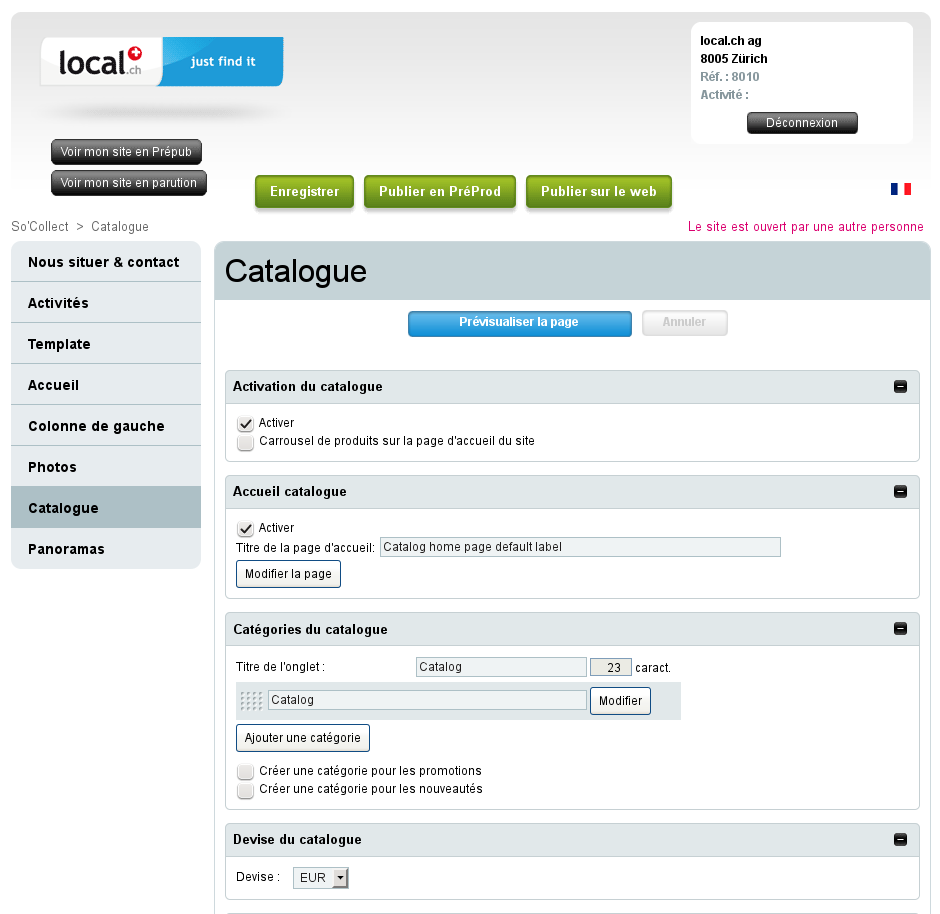 local.ch
just find it
local.ch ag
8005 Zürich
Réf. : 8010
Activité :
Déconnexion
Voir mon site en Prépub
Voir mon site en parution
Enregistrer
Publier en PréProd
Publier sur le web
So'Collect > Catalogue
Le site est ouvert par une autre personne
Nous situer & contact
Activités
Template
Accueil
Colonne de gauche
Photos
Catalogue
Panoramas
Catalogue
Prévisualiser la page
Annuler
Activation du catalogue
Activer
Carrousel de produits sur la page d'accueil du site
Accueil catalogue
Activer
Titre de la page d'accueil: Catalog home page default label
Modifier la page
Catégories du catalogue
Titre de l'onglet : Catalog 23 caract.
Catalog Modifier
Ajouter une catégorie
Créer une catégorie pour les promotions
Créer une catégorie pour les nouveautés
Devise du catalogue
Devise : EUR